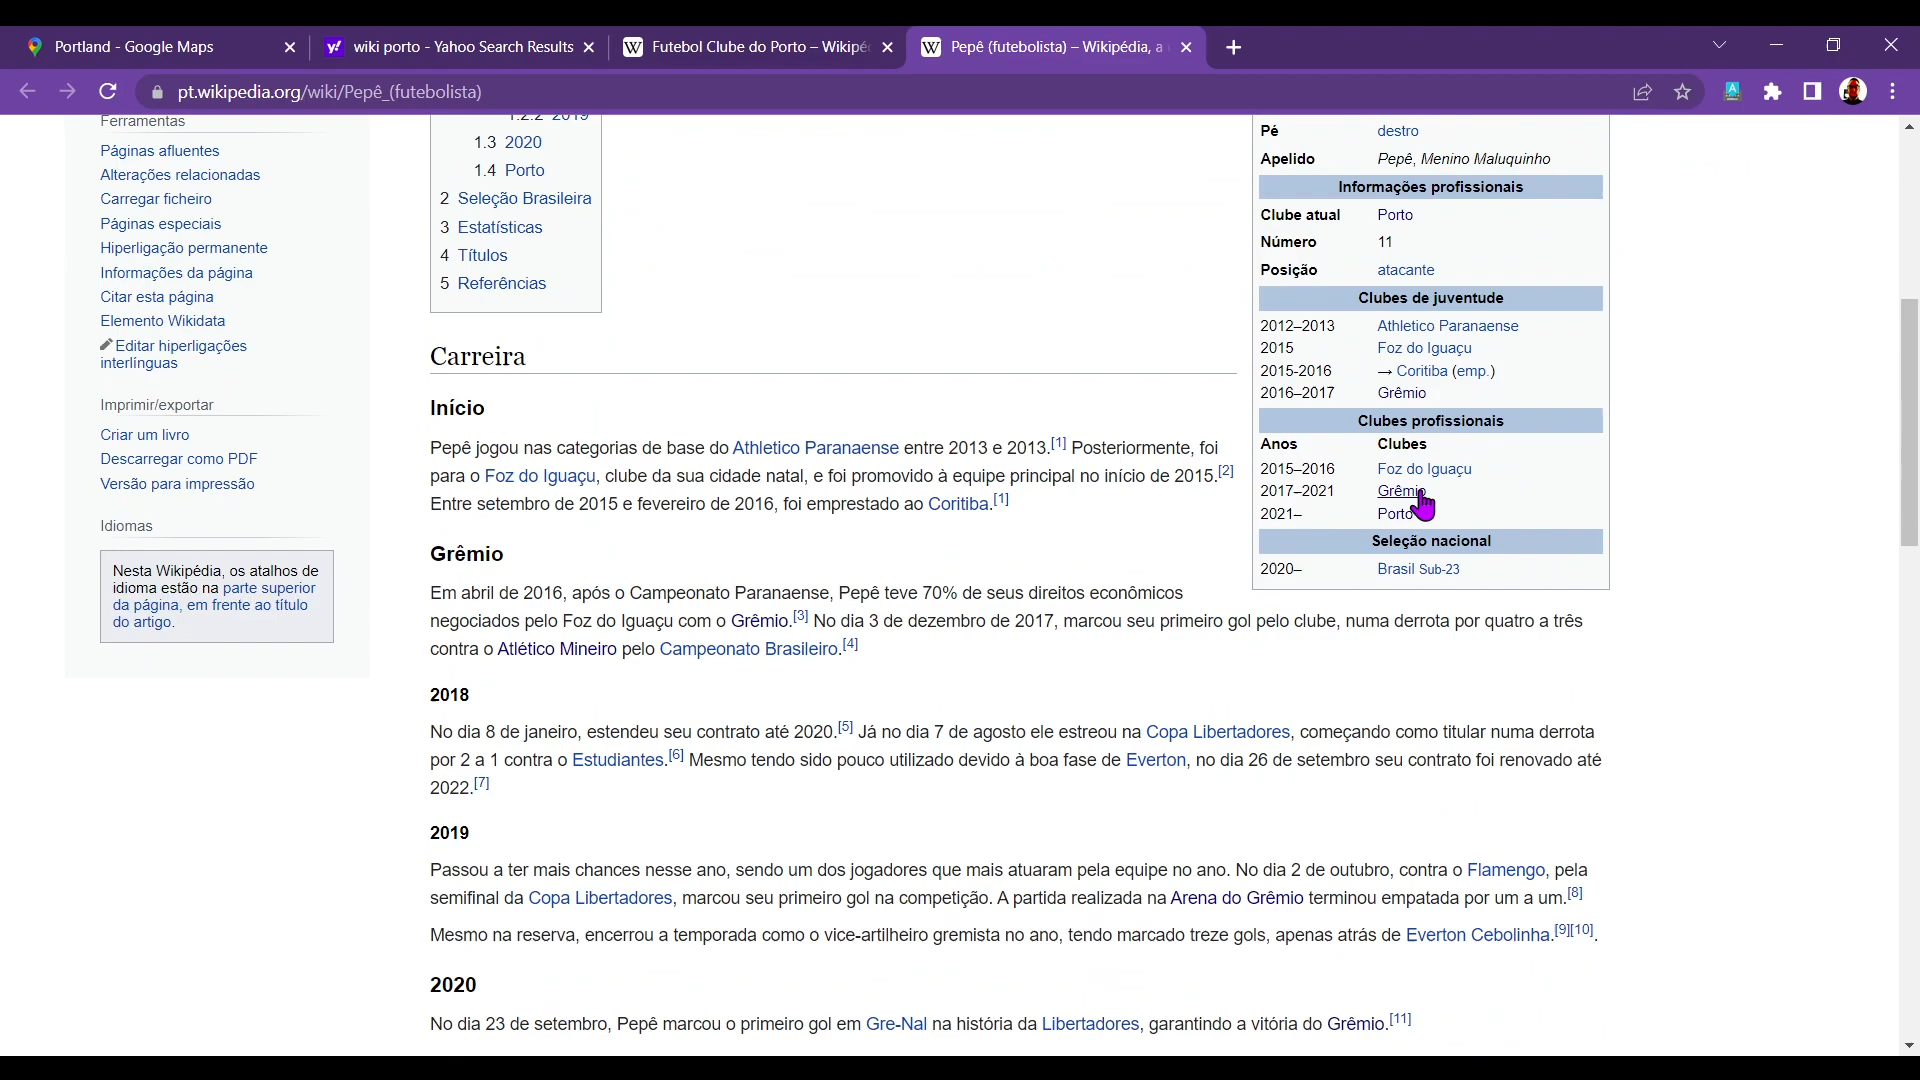 Portland - Google Maps
wiki porto - Yahoo Search Results
Futebol Clube do Porto – Wikipé
Pepê (futebolista) – Wikipédia, a
pt.wikipedia.org/wiki/Pepê_(futebolista)
Ferramentas
Páginas afluentes
Alterações relacionadas
Carregar ficheiro
Páginas especiais
Hiperligação permanente
Informações da página
Citar esta página
Elemento Wikidata
Editar hiperligações
interlínguas
Imprimir/exportar
Criar um livro
Descarregar como PDF
Versão para impressão
Idiomas
Nesta Wikipédia, os atalhos de
idioma estão na parte superior
da página, em frente ao título
do artigo.
1.2.2 2019
1.3 2020
1.4 Porto
2 Seleção Brasileira
3 Estatísticas
4 Títulos
5 Referências
Carreira
Início
Pepê jogou nas categorias de base do Athletico Paranaense entre 2013 e 2013.[1] Posteriormente, foi
para o Foz do Iguaçu, clube da sua cidade natal, e foi promovido à equipe principal no início de 2015.[2]
Entre setembro de 2015 e fevereiro de 2016, foi emprestado ao Coritiba.[1]
Grêmio
Em abril de 2016, após o Campeonato Paranaense, Pepê teve 70% de seus direitos econômicos
negociados pelo Foz do Iguaçu com o Grêmio.[3] No dia 3 de dezembro de 2017, marcou seu primeiro gol pelo clube, numa derrota por quatro a três
contra o Atlético Mineiro pelo Campeonato Brasileiro.[4]
2018
No dia 8 de janeiro, estendeu seu contrato até 2020.[5] Já no dia 7 de agosto ele estreou na Copa Libertadores, começando como titular numa derrota
por 2 a 1 contra o Estudiantes.[6] Mesmo tendo sido pouco utilizado devido à boa fase de Everton, no dia 26 de setembro seu contrato foi renovado até
2022.[7]
2019
Passou a ter mais chances nesse ano, sendo um dos jogadores que mais atuaram pela equipe no ano. No dia 2 de outubro, contra o Flamengo, pela
semifinal da Copa Libertadores, marcou seu primeiro gol na competição. A partida realizada na Arena do Grêmio terminou empatada por um a um.[8]
Mesmo na reserva, encerrou a temporada como o vice-artilheiro gremista no ano, tendo marcado treze gols, apenas atrás de Everton Cebolinha.[9][10].
2020
No dia 23 de setembro, Pepê marcou o primeiro gol em Gre-Nal na história da Libertadores, garantindo a vitória do Grêmio.[11]
Pé destro
Apelido Pepê, Menino Maluquinho
Informações profissionais
Clube atual Porto
Número 11
Posição atacante
Clubes de juventude
2012–2013 Athletico Paranaense
2015 Foz do Iguaçu
2015-2016 → Coritiba (emp.)
2016–2017 Grêmio
Clubes profissionais
Anos Clubes
2015–2016 Foz do Iguaçu
2017–2021 Grêmio
2021– Porto
Seleção nacional
2020– Brasil Sub-23